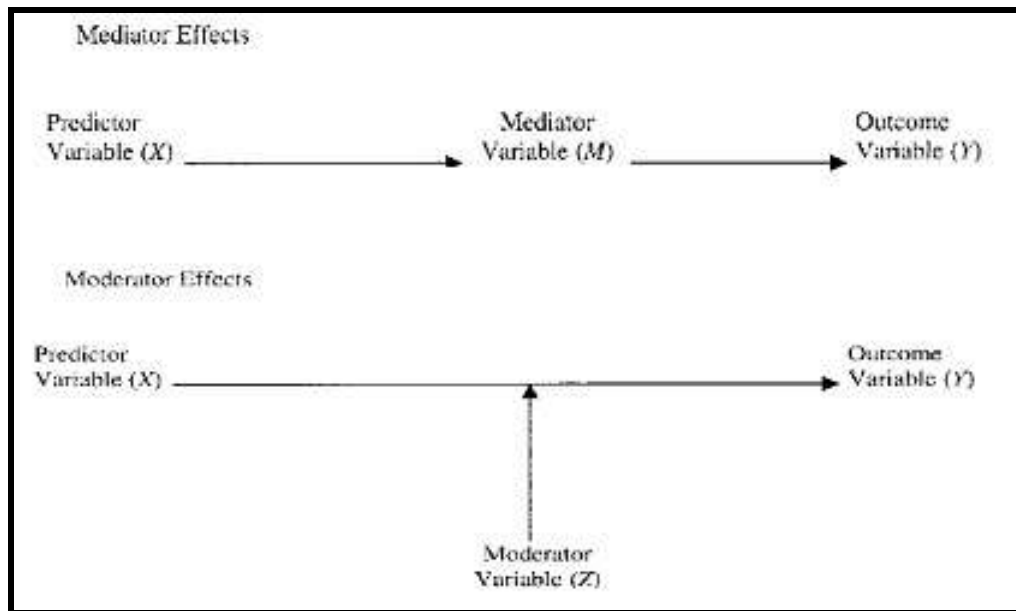 Mediator Effects
Predictor
Variable (X)
Mediator
Variable (M)
Outcome
Variable (Y)
Moderator Effects
Predictor
Variable (X)
Outcome
Variable (Y)
Moderator
Variable (Z)